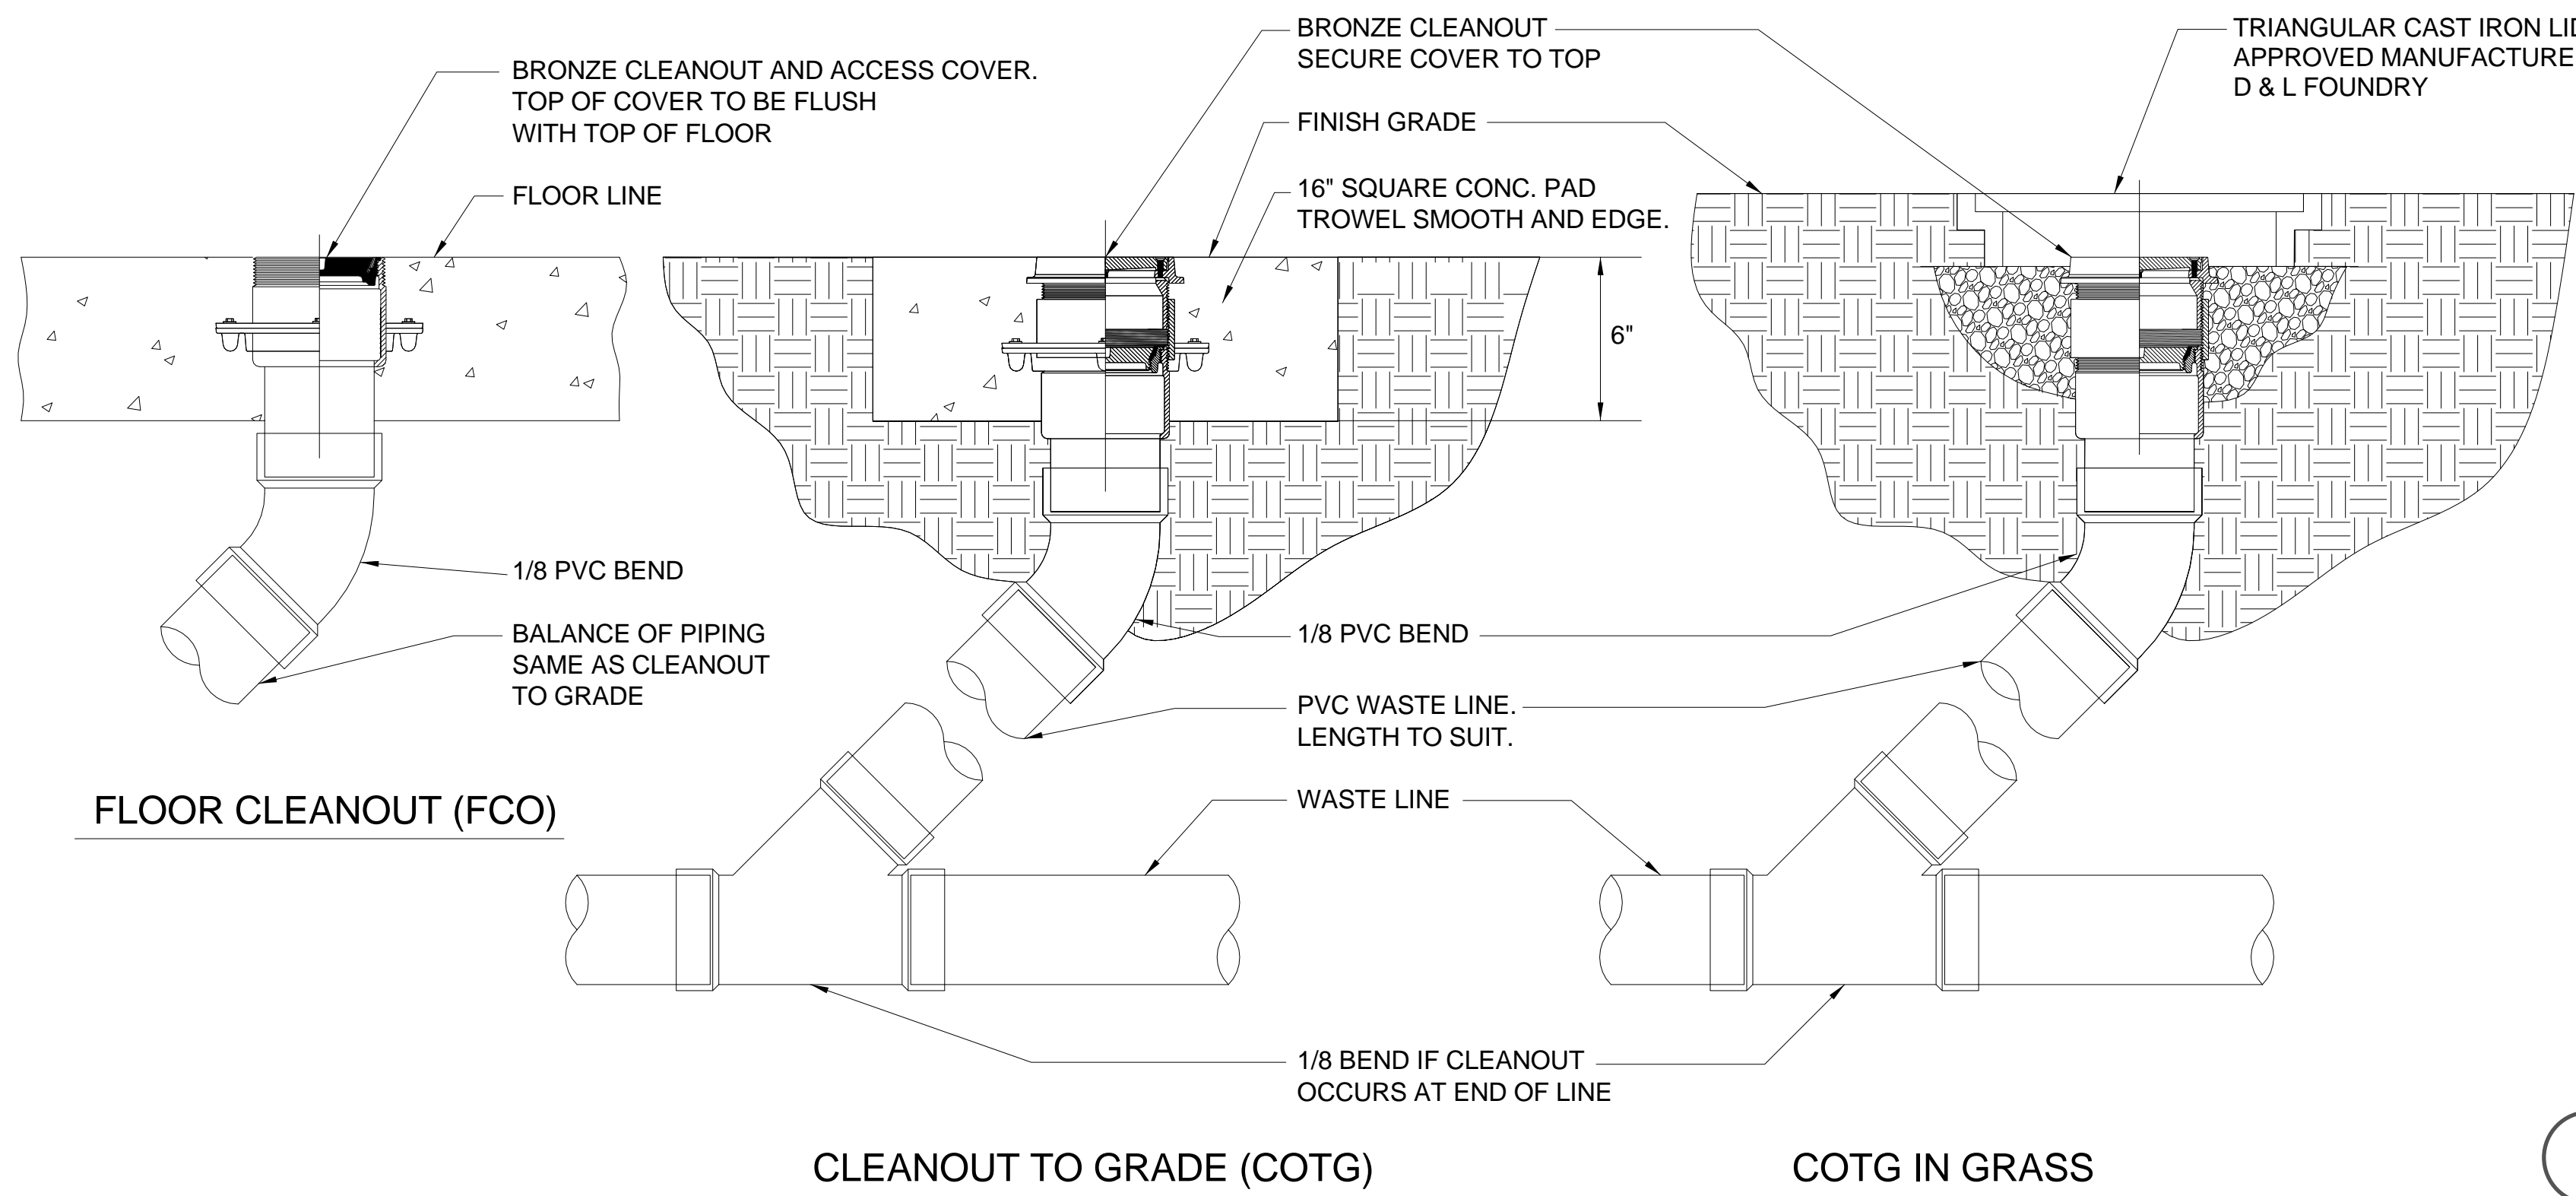 BRONZE CLEANOUT AND ACCESS COVER.
TOP OF COVER TO BE FLUSH
WITH TOP OF FLOOR
FLOOR LINE
1/8 PVC BEND
BALANCE OF PIPING
SAME AS CLEANOUT
TO GRADE
FLOOR CLEANOUT (FCO)
BRONZE CLEANOUT
SECURE COVER TO TOP
FINISH GRADE
16" SQUARE CONC. PAD
TROWEL SMOOTH AND EDGE.
6"
1/8 PVC BEND
PVC WASTE LINE.
LENGTH TO SUIT.
WASTE LINE
1/8 BEND IF CLEANOUT
OCCURS AT END OF LINE
CLEANOUT TO GRADE (COTG)
TRIANGULAR CAST IRON
APPROVED
D & L FOUNDRY
COTG IN GRASS